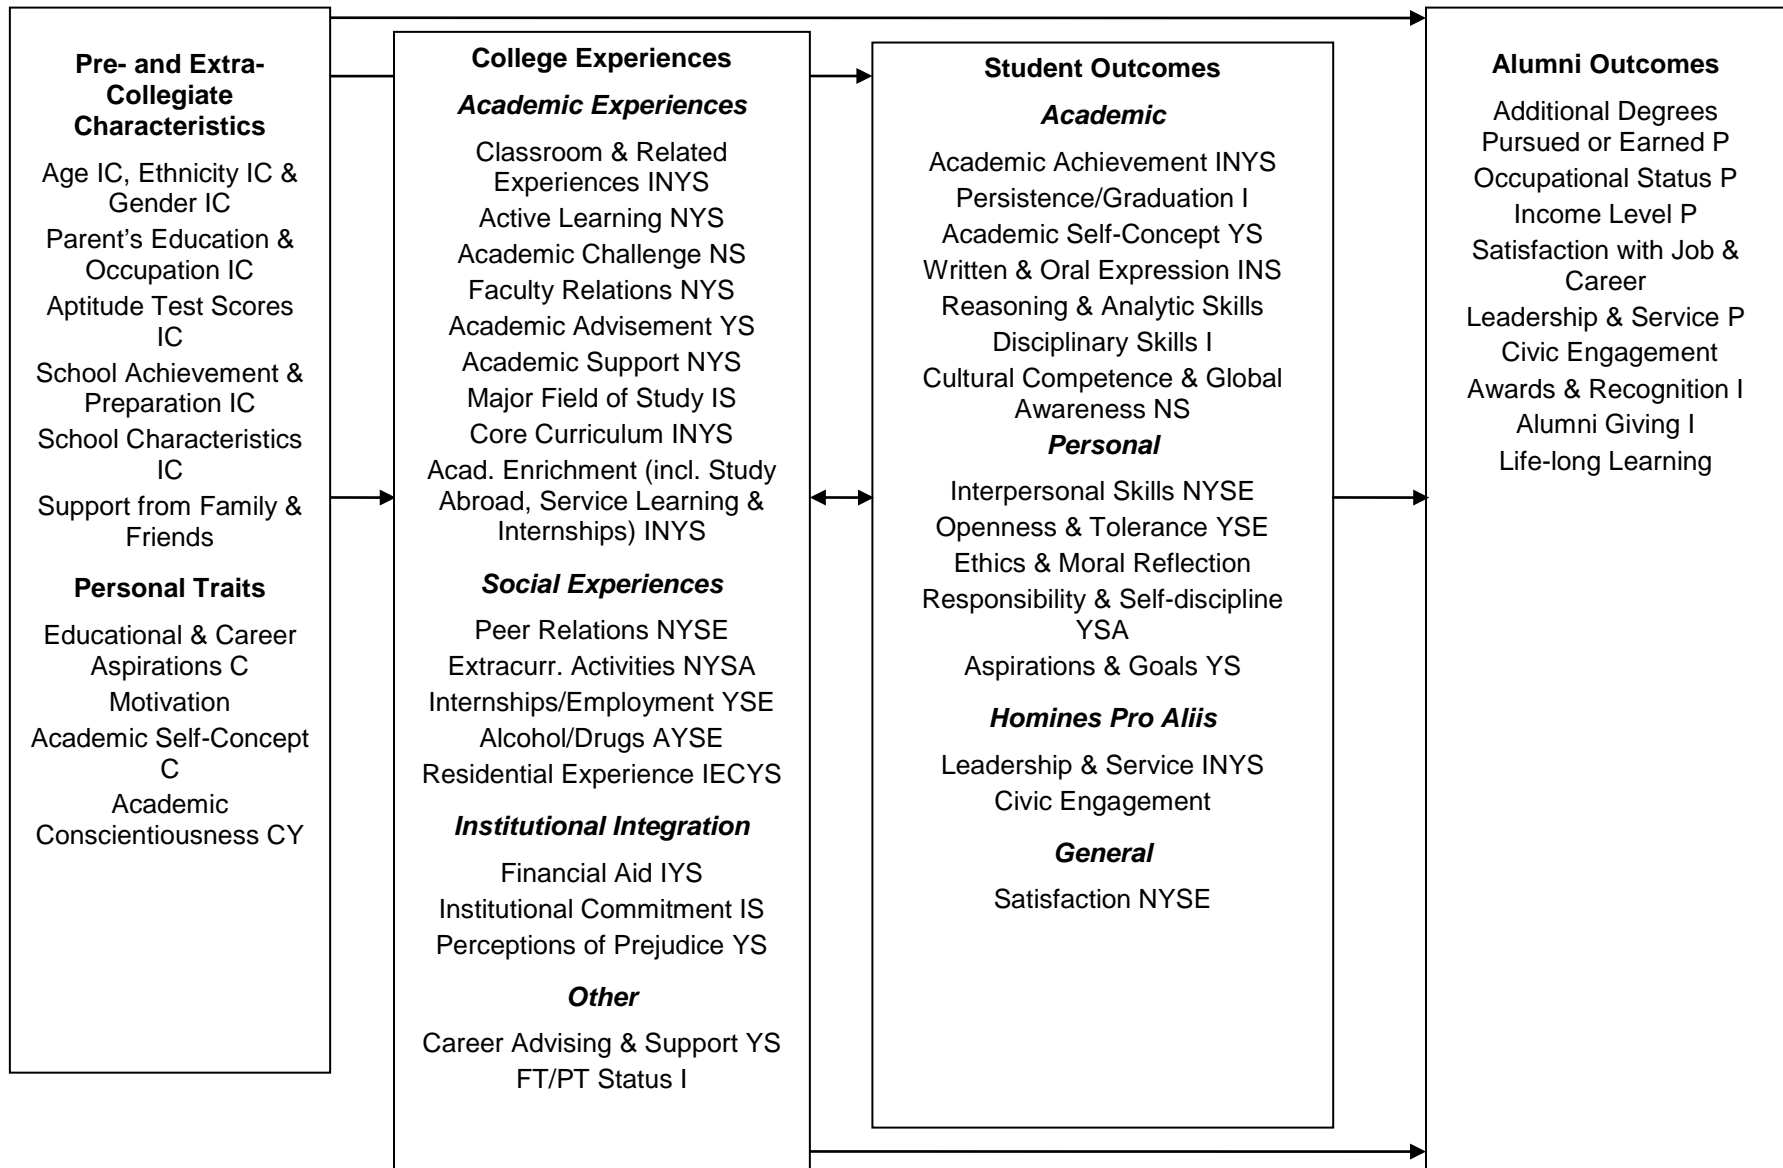 Pre- and Extra-
Collegiate
Characteristics
Age IC, Ethnicity IC &
Gender IC
Parent’s Education &
Occupation IC
Aptitude Test Scores
IC
School Achievement &
Preparation IC
School Characteristics
IC
Support from Family &
Friends
Personal Traits
Educational & Career
Aspirations C
Motivation
Academic Self-Concept
C
Academic
Conscientiousness CY
College Experiences
Academic Experiences
Classroom & Related
Experiences INYS
Active Learning NYS
Academic Challenge NS
Faculty Relations NYS
Academic Advisement YS
Academic Support NYS
Major Field of Study IS
Core Curriculum INYS
Acad. Enrichment (incl. Study
Abroad, Service Learning &
Internships) INYS
Social Experiences
Peer Relations NYSE
Extracurr. Activities NYSA
Internships/Employment YSE
Alcohol/Drugs AYSE
Residential Experience IECYS
Institutional Integration
Financial Aid IYS
Institutional Commitment IS
Perceptions of Prejudice YS
Other
Career Advising & Support YS
FT/PT Status I
Student Outcomes
Academic
Academic Achievement INYS
Persistence/Graduation I
Academic Self-Concept YS
Written & Oral Expression INS
Reasoning & Analytic Skills
Disciplinary Skills I
Cultural Competence & Global
Awareness NS
Personal
Interpersonal Skills NYSE
Openness & Tolerance YSE
Ethics & Moral Reflection
Responsibility & Self-discipline
YSA
Aspirations & Goals YS
Homines Pro Aliis
Leadership & Service INYS
Civic Engagement
General
Satisfaction NYSE
Alumni Outcomes
Additional Degrees
Pursued or Earned P
Occupational Status P
Income Level P
Satisfaction with Job &
Career
Leadership & Service P
Civic Engagement
Awards & Recognition I
Alumni Giving I
Life-long Learning